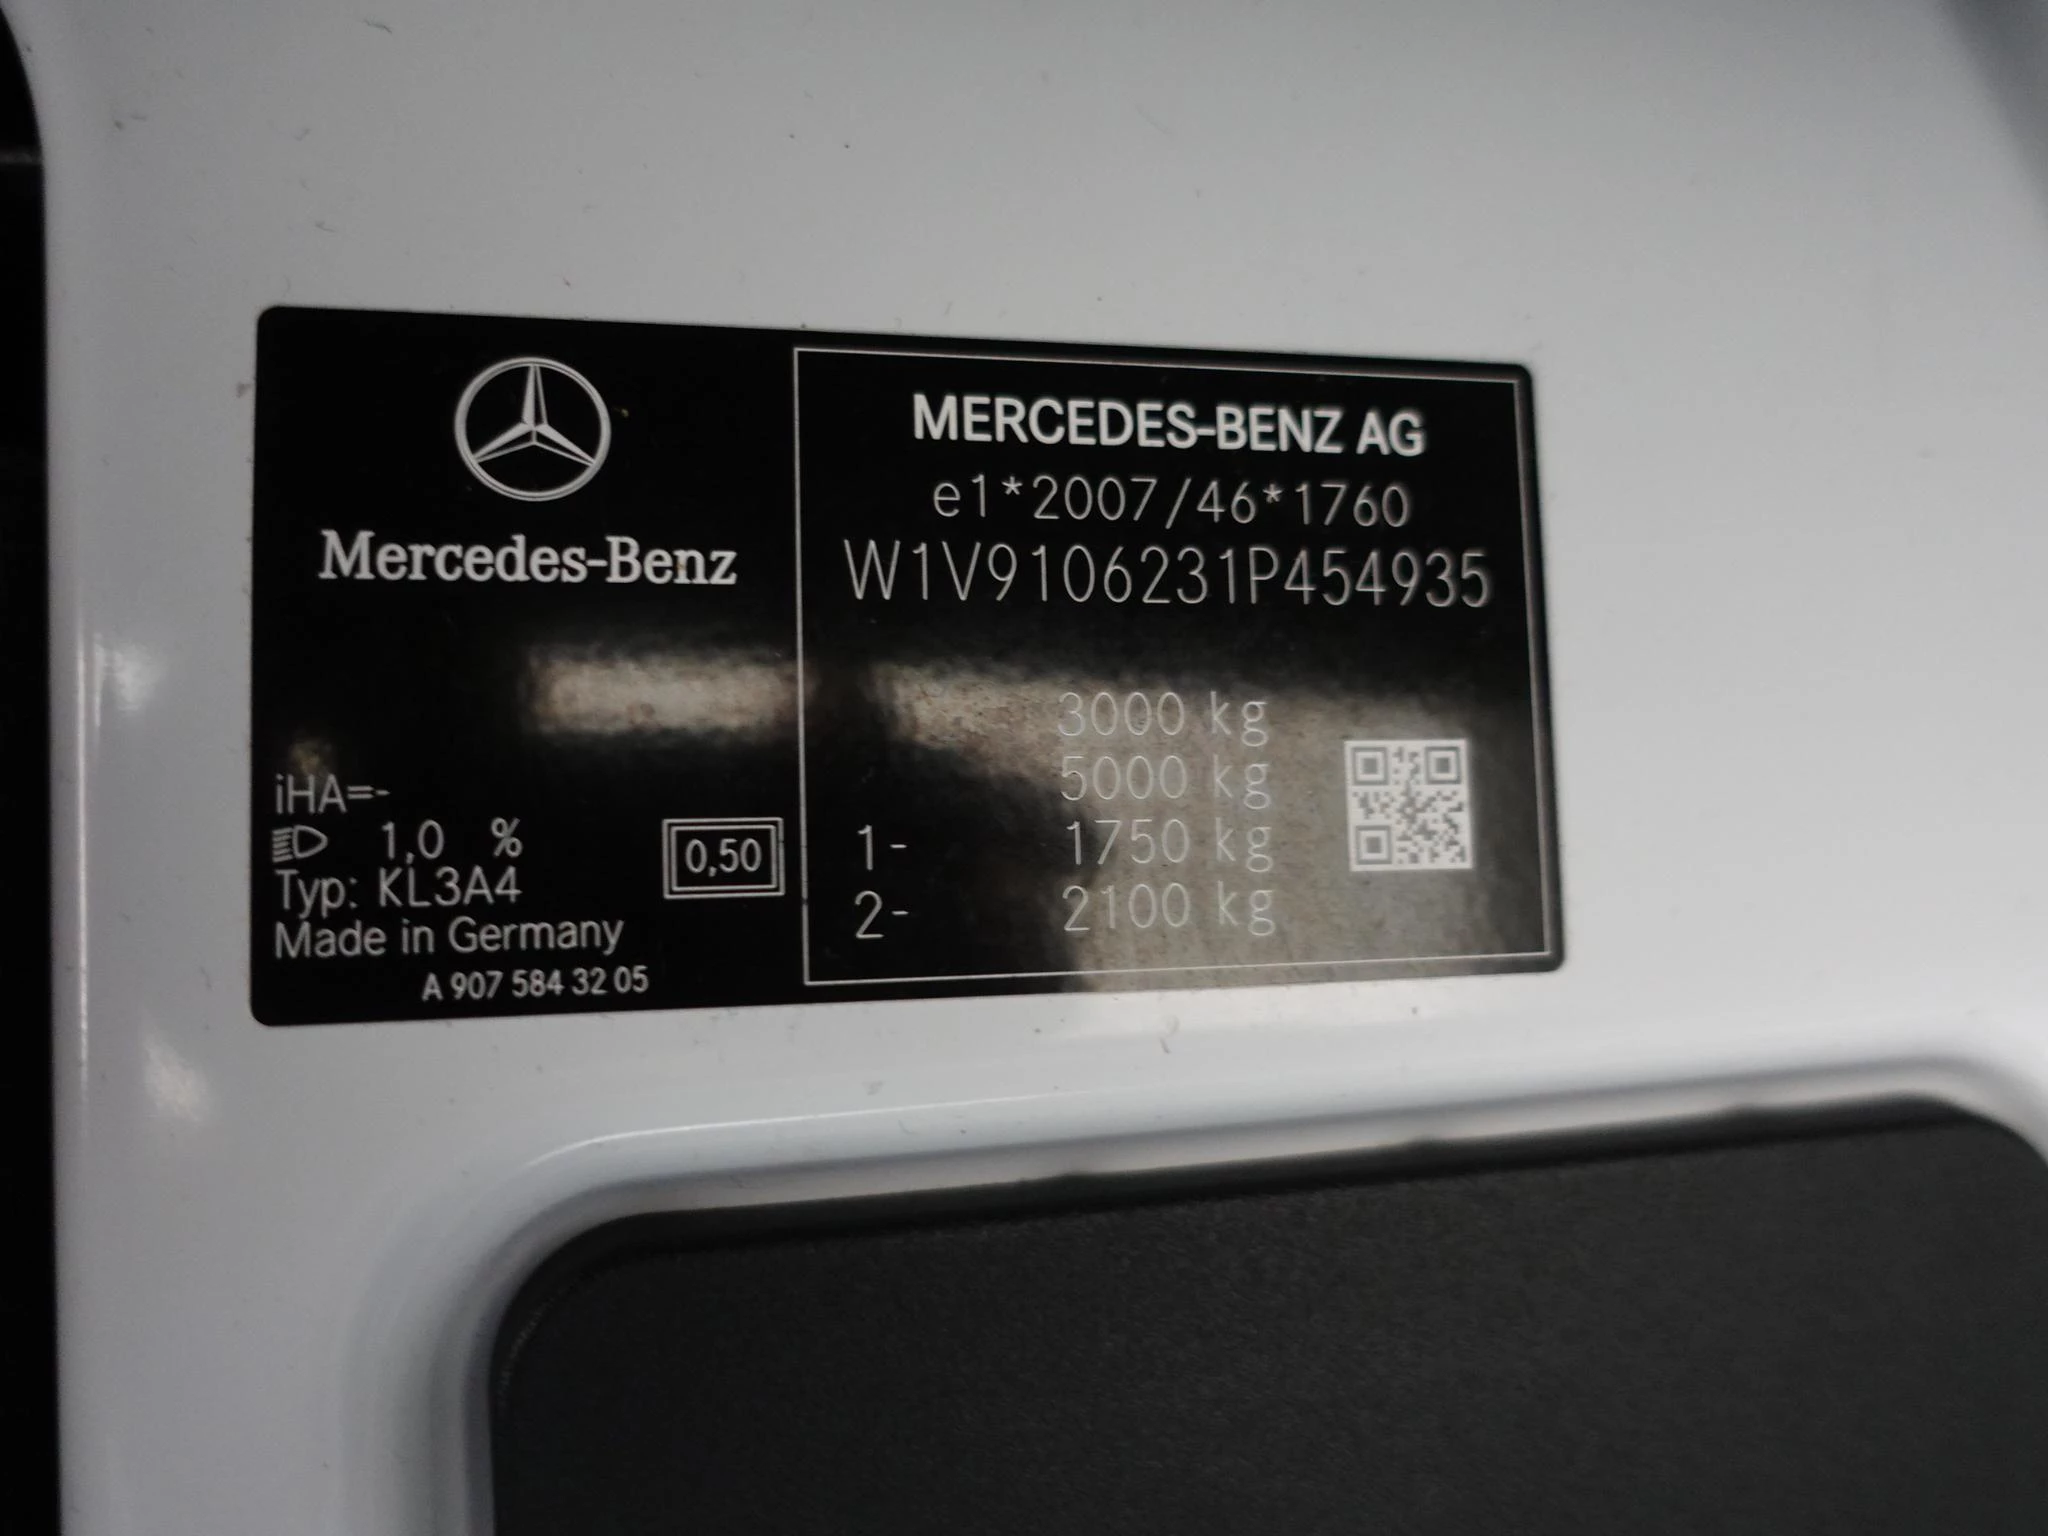 Mercedes-Benz
iHA=-
1,0 %
Typ: KL3A4
Made in Germany
A 907 584 32 05
0,50
MERCEDES-BENZ AG
e1*2007/46*1760
W1V9106231P454935
3000 kg
5000 kg
1- 1750 kg
2- 2100 kg